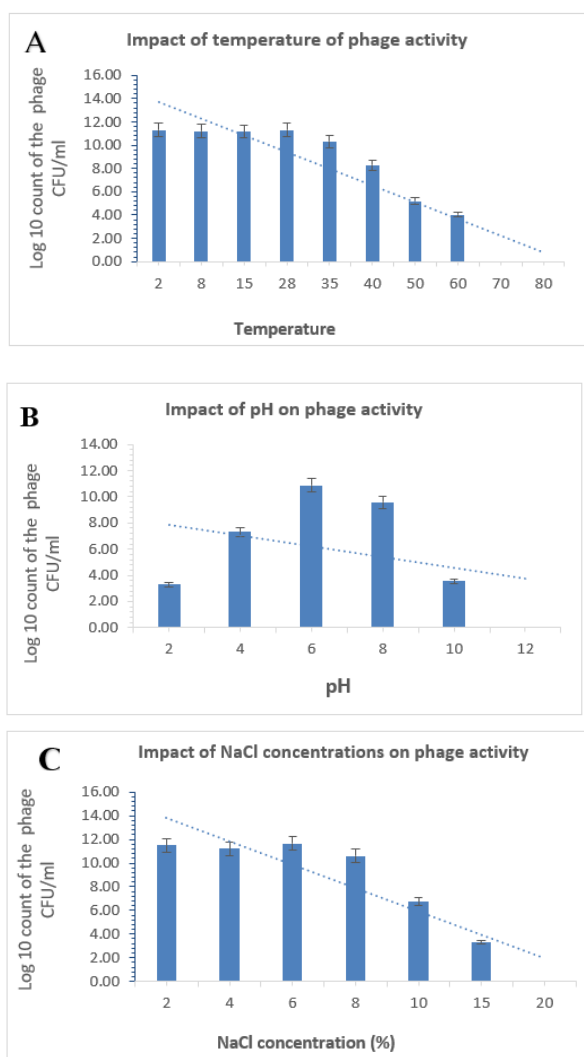 A
Impact of temperature of phage activity
Log 10 count of the phage
CFU/ml
16.00
14.00
12.00
10.00
8.00
6.00
4.00
2.00
0.00
2 8 15 28 35 40 50 60 70 80
Temperature
B
Impact of pH on phage activity
Log 10 count of the phage
CFU/ml
14.00
12.00
10.00
8.00
6.00
4.00
2.00
0.00
2 4 6 8 10 12
pH
C
Impact of NaCl concentrations on phage activity
Log 10 count of the phage
CFU/ml
16.00
14.00
12.00
10.00
8.00
6.00
4.00
2.00
0.00
2 4 6 8 10 15 20
NaCl concentration (%)